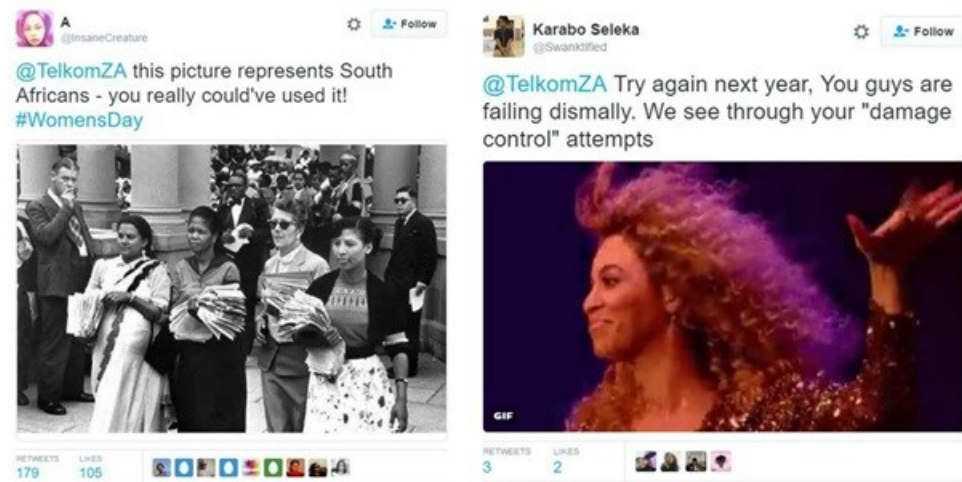 A
@InsaneCreature
Follow
@TelkomZA this picture represents South
Africans - you really could've used it!
#WomensDay
RETWEETS
LIKES
179
105
Karabo Seleka
@Swanktified
Follow
@TelkomZA Try again next year, You guys are
failing dismally. We see through your "damage
control" attempts
GIF
RETWEETS
LIKES
3
2